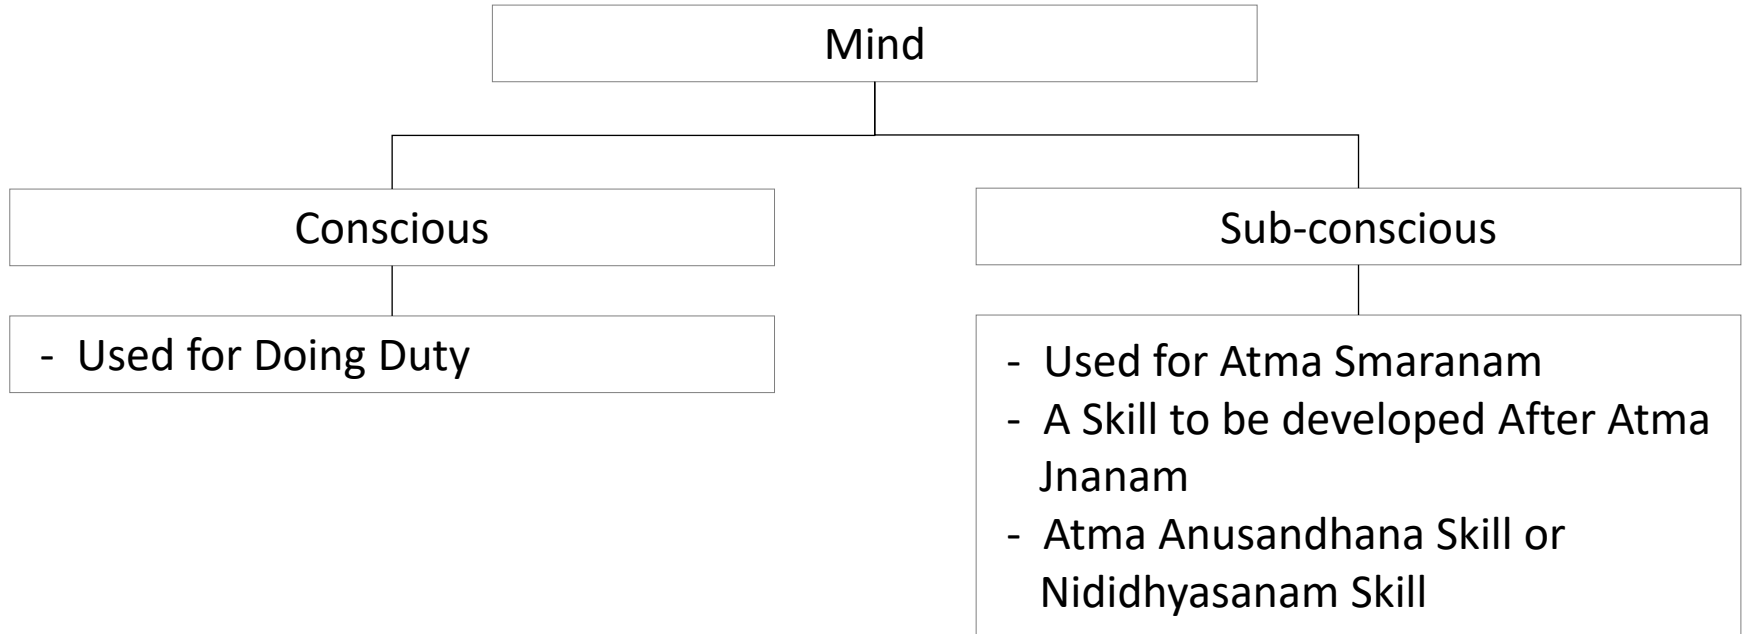 Mind
Conscious
Sub-conscious
- Used for Doing Duty
- Used for Atma Smaranam
- A Skill to be developed After Atma
Jnanam
- Atma Anusandhana Skill or
Nididhyasanam Skill